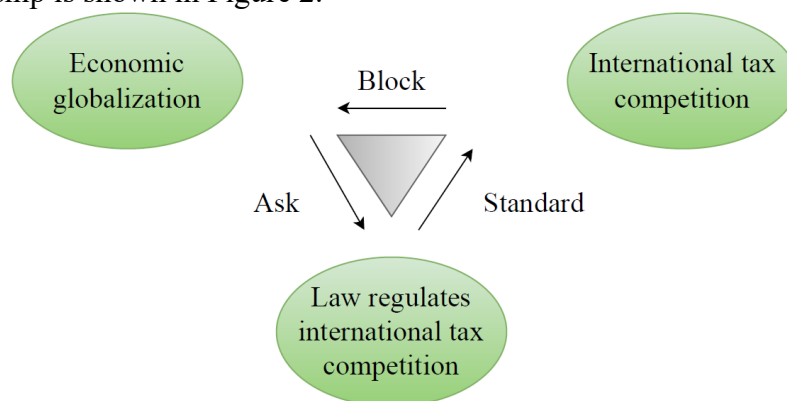 ship is shown in Figure 2.
Economic
globalization
Block
International tax
competition
Ask
Standard
Law regulates
international tax
competition